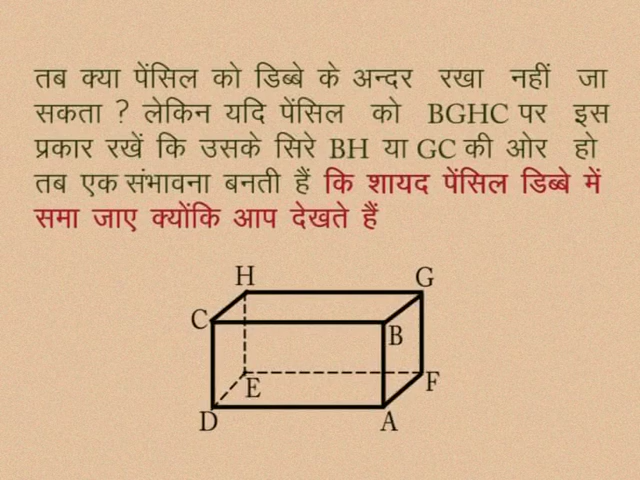 तब क्या पेंसिल को डिब्बे के अन्दर रखा नहीं जा
सकता ? लेकिन यदि पेंसिल को BGHC पर इस
प्रकार रखें कि उसके सिरे BH या GC की ओर हो
तब एक संभावना बनती हैं कि शायद पेंसिल डिब्बे में
समा जाए क्योंकि आप देखते हैं
H G
C B
E F
D A